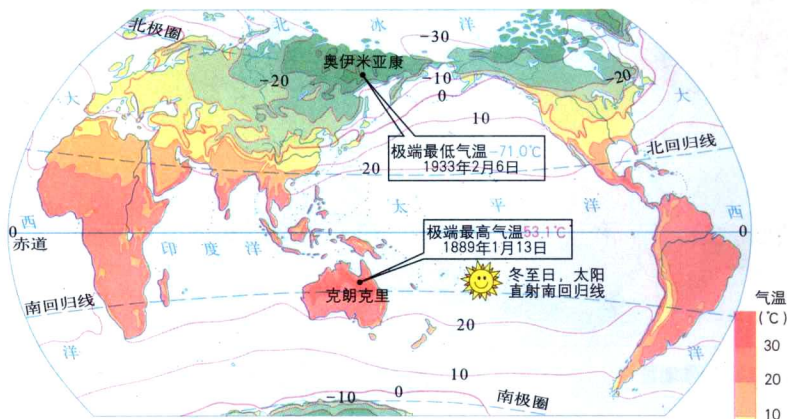 北 冰 洋
北极圈
-30
奥伊米亚康
-20
-10
-20
0
大
大
10
极端最低气温-71.0℃
1933年2月6日
北回归线
20
太 平 洋
西
西
0
0
赤道
印 度 洋
极端最高气温53.1℃
1889年1月13日
克朗克里
冬至日，太阳
直射南回归线
南回归线
气温
(℃)
30
20
10
20
洋
洋
10
0
-10
南极圈